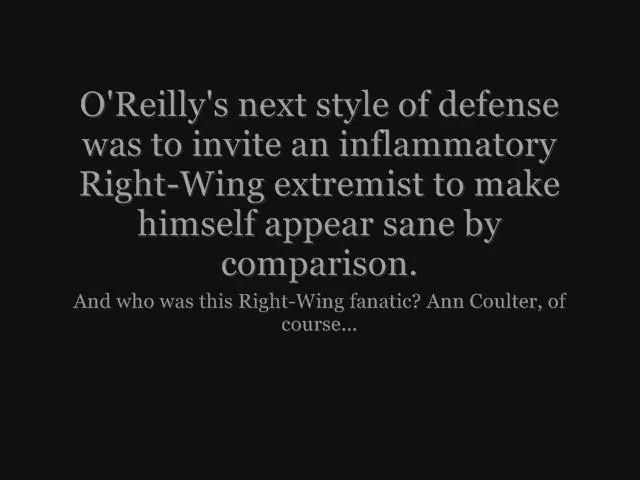 O'Reilly's next style of defense
was to invite an inflammatory
Right-Wing extremist to make
himself appear sane by
comparison.
And who was this Right-Wing fanatic? Ann Coulter, of
course...